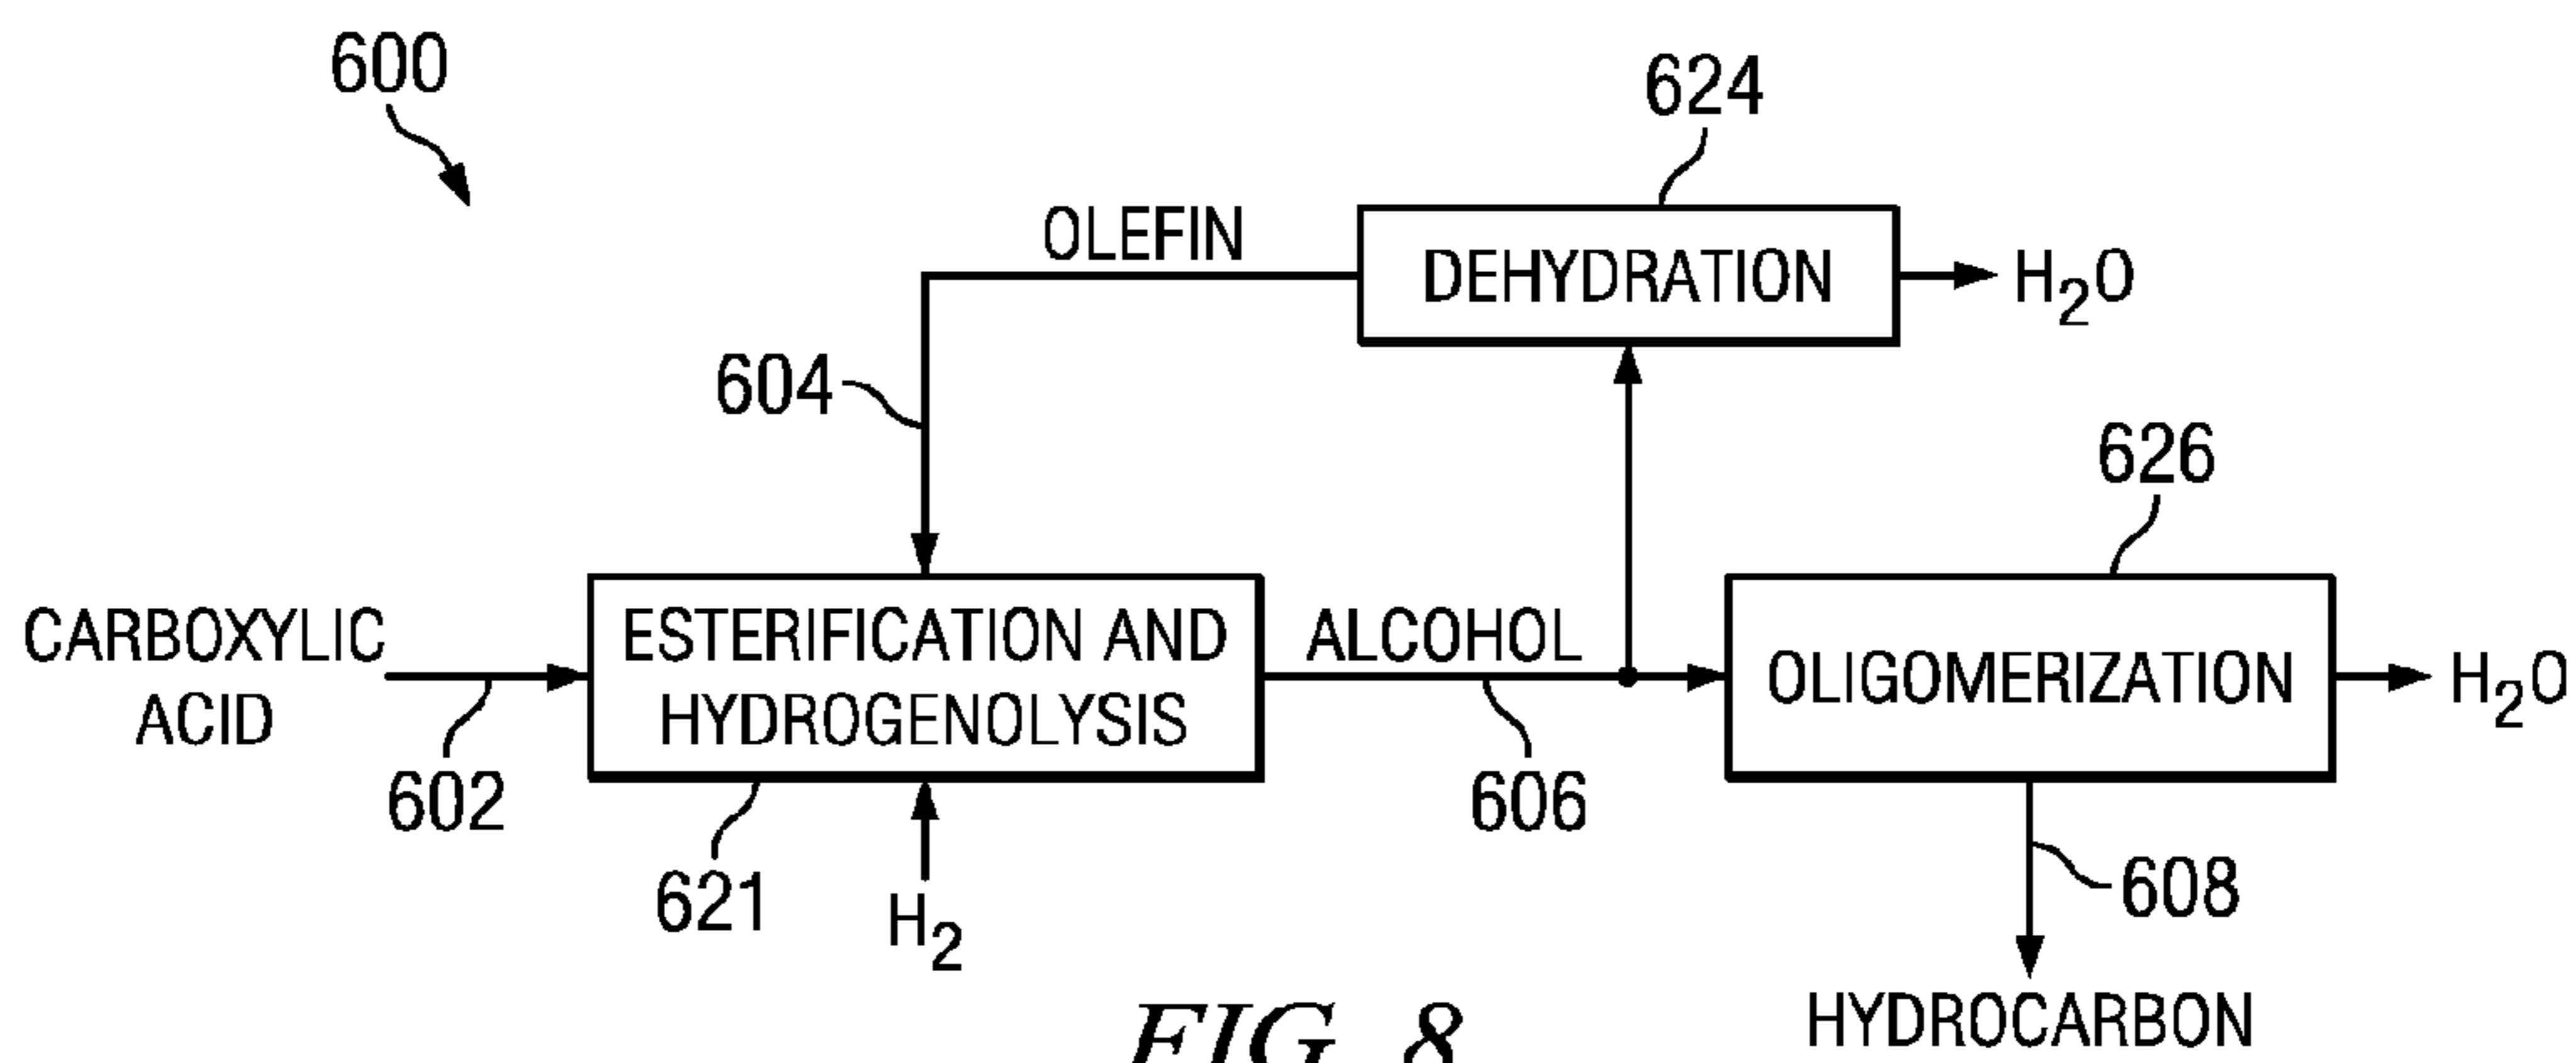 600
624
OLEFIN
DEHYDRATION
H2O
604
626
CARBOXYLIC
ACID
602
ESTERIFICATION AND
HYDROGENOLYSIS
621
H2
ALCOHOL
606
OLIGOMERIZATION
H2O
608
HYDROCARBON
FIG. 8